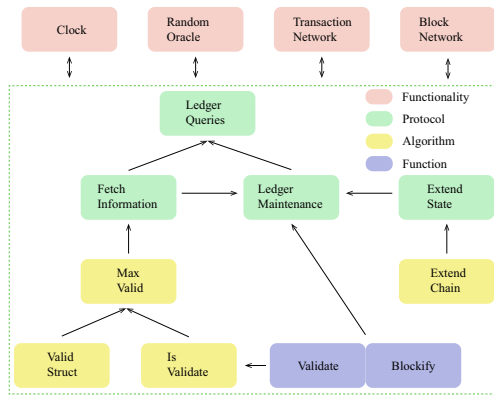 Clock
Random
Oracle
Transaction
Network
Block
Network
Ledger
Queries
Functionality
Protocol
Algorithm
Function
Fetch
Information
Ledger
Maintenance
Extend
State
Max
Valid
Extend
Chain
Valid
Struct
Is
Validate
Validate
Blockify